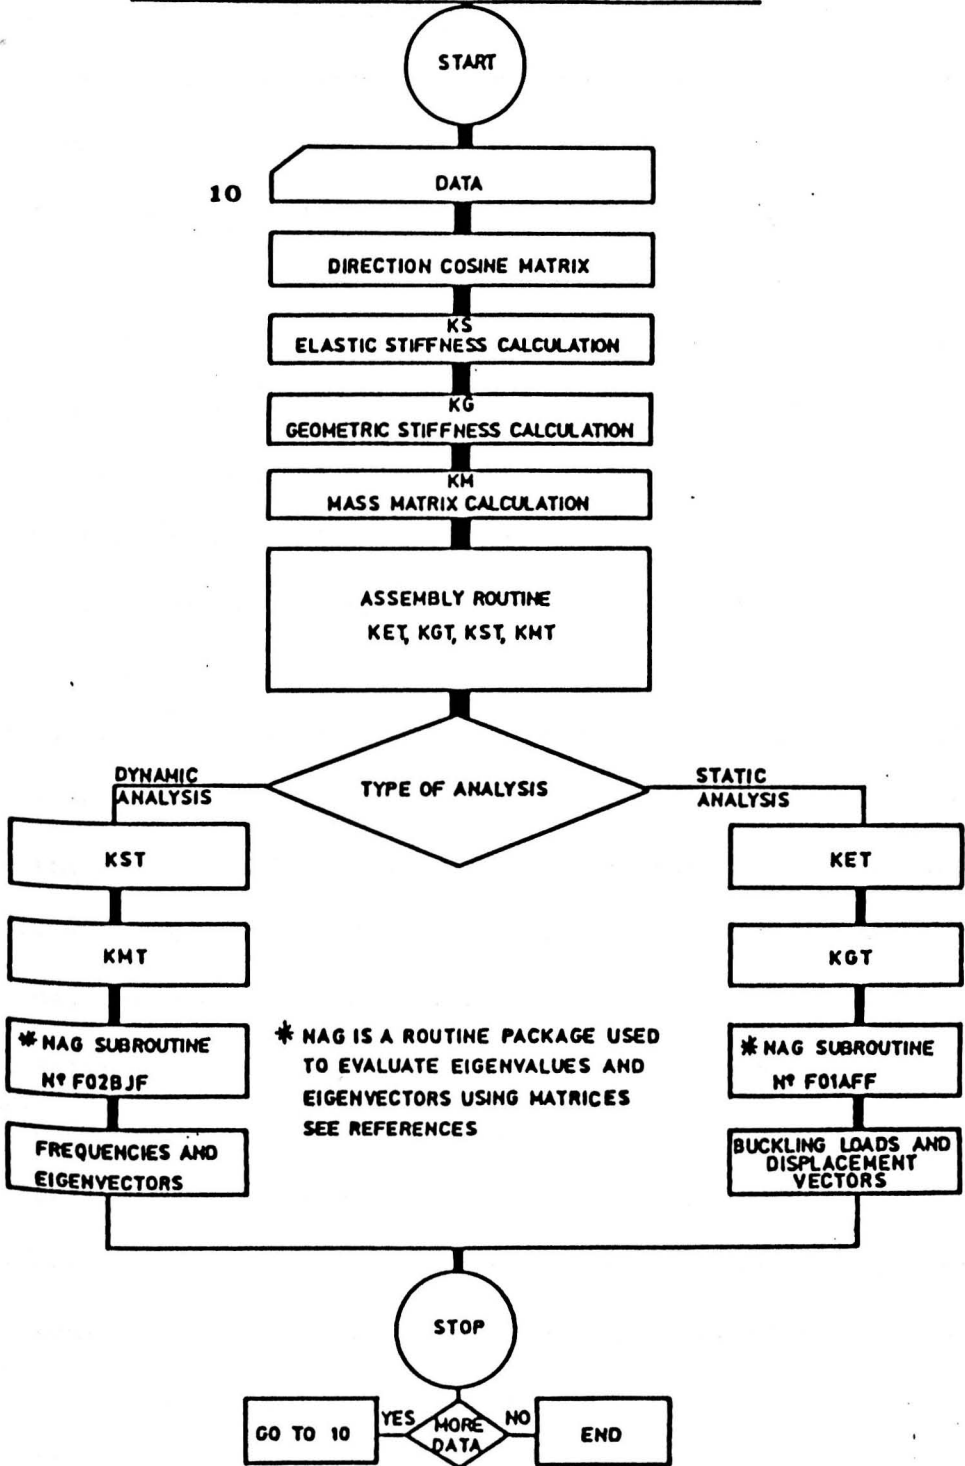 START
10
DATA
DIRECTION COSINE MATRIX
KS
ELASTIC STIFFNESS CALCULATION
KG
GEOMETRIC STIFFNESS CALCULATION
KM
MASS MATRIX CALCULATION
ASSEMBLY ROUTINE
KET, KGT, KST, KMT
TYPE OF ANALYSIS
DYNAMIC
ANALYSIS
STATIC
ANALYSIS
KST
KMT
* NAG SUBROUTINE
Nº F02BJF
FREQUENCIES AND
EIGENVECTORS
* NAG IS A ROUTINE PACKAGE USED
TO EVALUATE EIGENVALUES AND
EIGENVECTORS USING MATRICES
SEE REFERENCES
KET
KGT
* NAG SUBROUTINE
Nº F01AFF
BUCKLING LOADS AND
DISPLACEMENT
VECTORS
STOP
MORE
DATA
YES
GO TO 10
NO
END